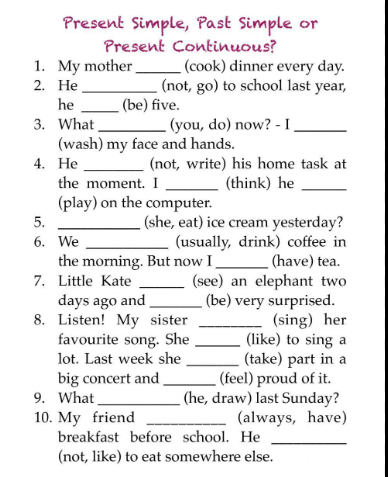 Present Simple, Past Simple or
Present Continuous?
1. My mother ______ (cook) dinner every day.
2. He __________ (not, go) to school last year,
he _____ (be) five.
3. What _________ (you, do) now? - I _______
(wash) my face and hands.
4. He ________ (not, write) his home task at
the moment. I _______ (think) he ______
(play) on the computer.
5. ___________ (she, eat) ice cream yesterday?
6. We ___________ (usually, drink) coffee in
the morning. But now I _______ (have) tea.
7. Little Kate ______ (see) an elephant two
days ago and _______ (be) very surprised.
8. Listen! My sister ________ (sing) her
favourite song. She ______ (like) to sing a
lot. Last week she _______ (take) part in a
big concert and _______ (feel) proud of it.
9. What ___________ (he, draw) last Sunday?
10. My friend __________ (always, have)
breakfast before school. He __________
(not, like) to eat somewhere else.